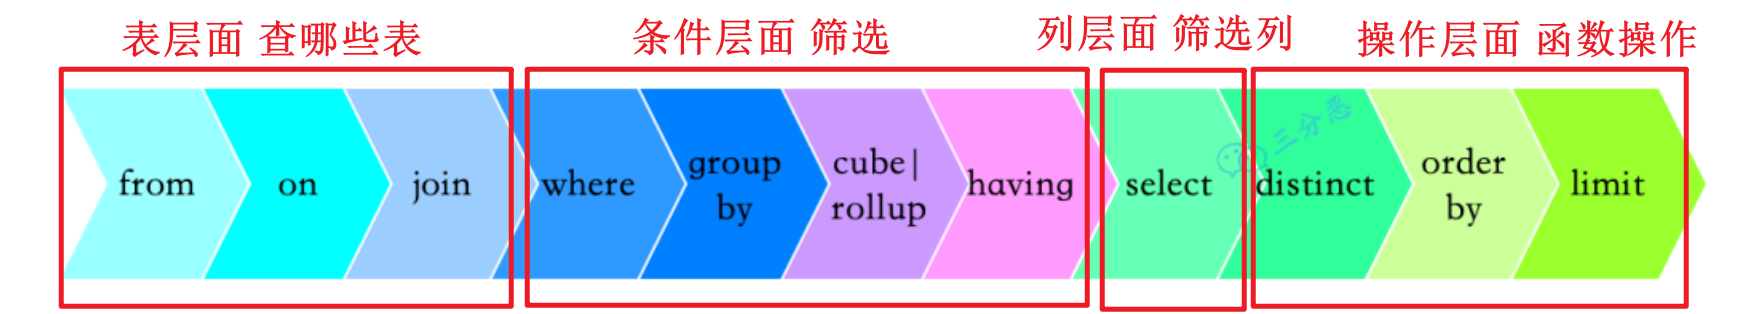 表层面 查哪些表
条件层面 筛选
列层面 筛选列
操作层面 函数操作
from
on
join
where
group
by
cube|
rollup
having
select
distinct
order
by
limit
三分恶